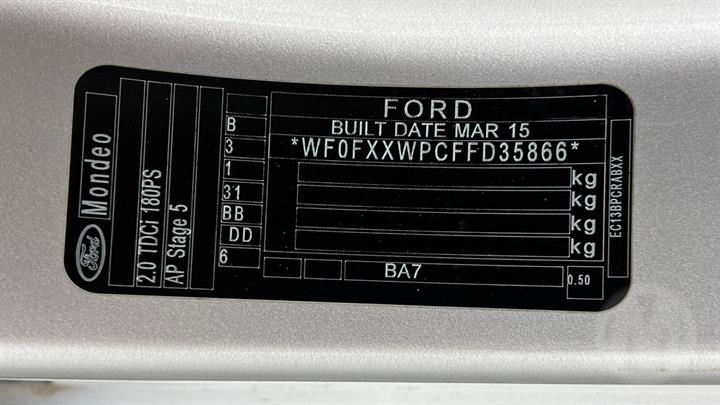 FORD
BUILT DATE MAR 15
*WF0FXXWPCFFD35866*
kg
kg
kg
kg
BA7
0.50
B
3
1
31
BB
DD
6
Ford
Mondeo
2.0 TDCi 180PS
AP Stage 5
EC13BPCRABXX